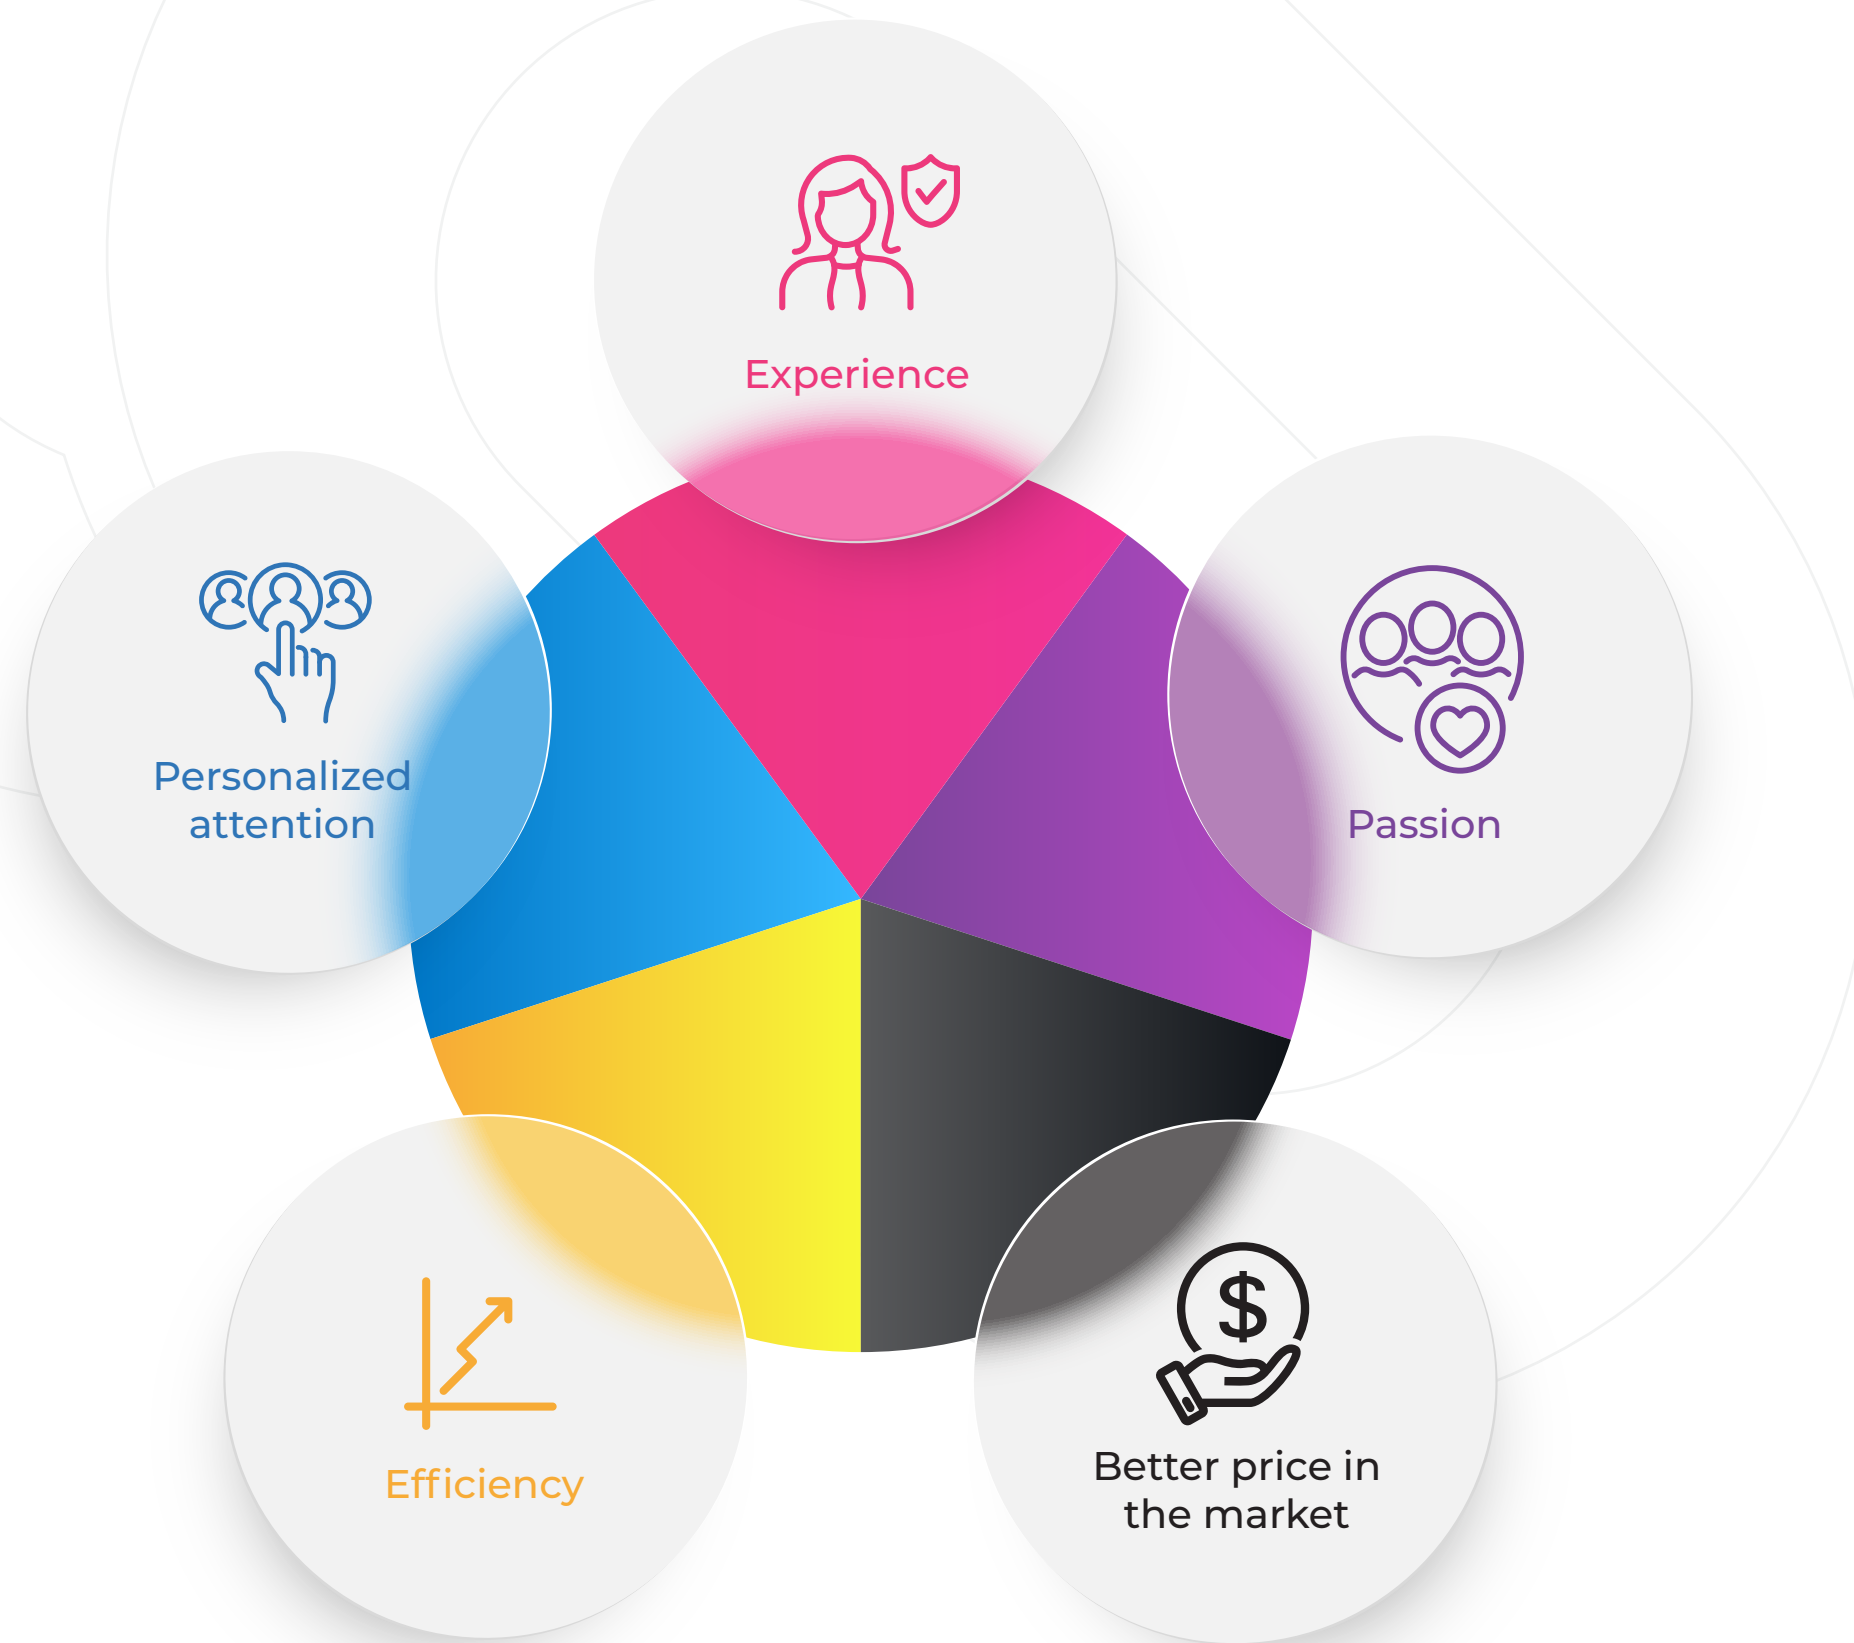 Experience
Personalized
attention
Passion
$
Efficiency
Better price in
the market